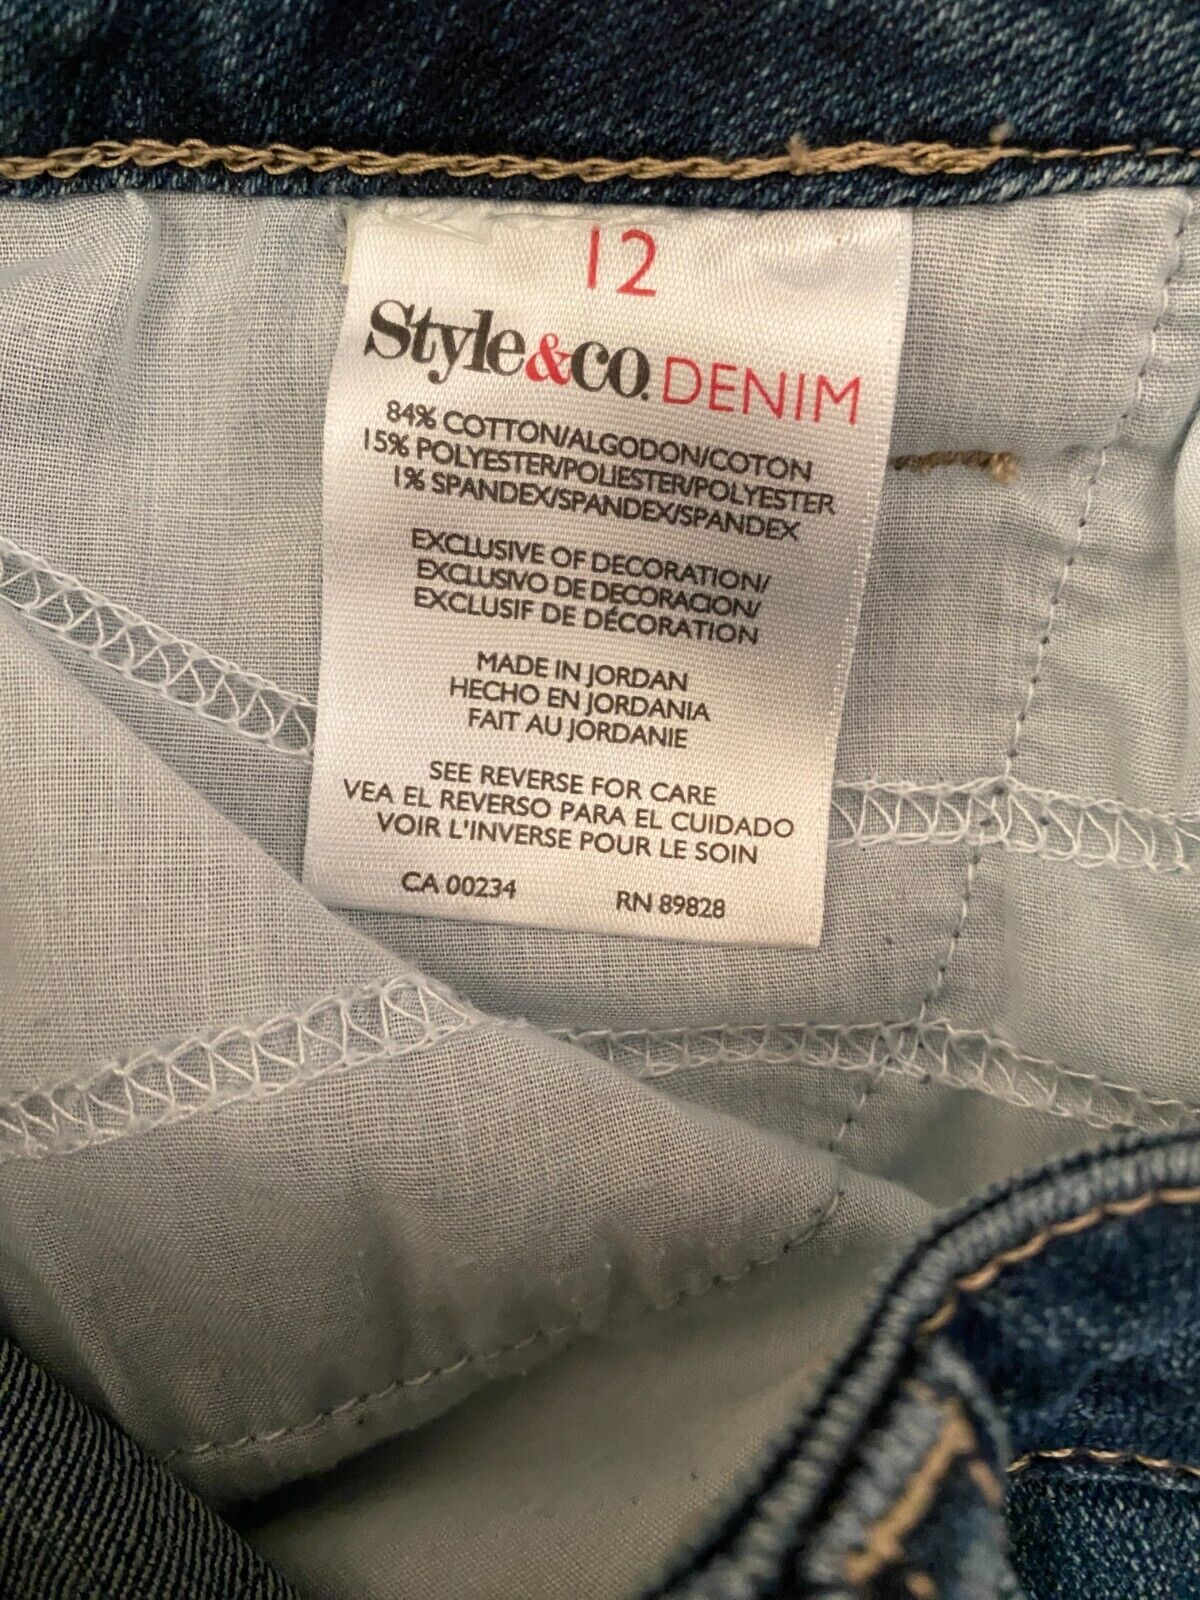 12
Style&co. DENIM
84% COTTON/ALGODON/COTON
15% POLYESTER/POLIESTER/POLYESTER
1% SPANDEX/SPANDEX/SPANDEX
EXCLUSIVE OF DECORATION/
EXCLUSIVO DE DECORACION/
EXCLUSIF DE DÉCORATION
MADE IN JORDAN
HECHO EN JORDANIA
FAIT AU JORDANIE
SEE REVERSE FOR CARE
VEA EL REVERSO PARA EL CUIDADO
VOIR L'INVERSE POUR LE SOIN
CA 00234 RN 89828